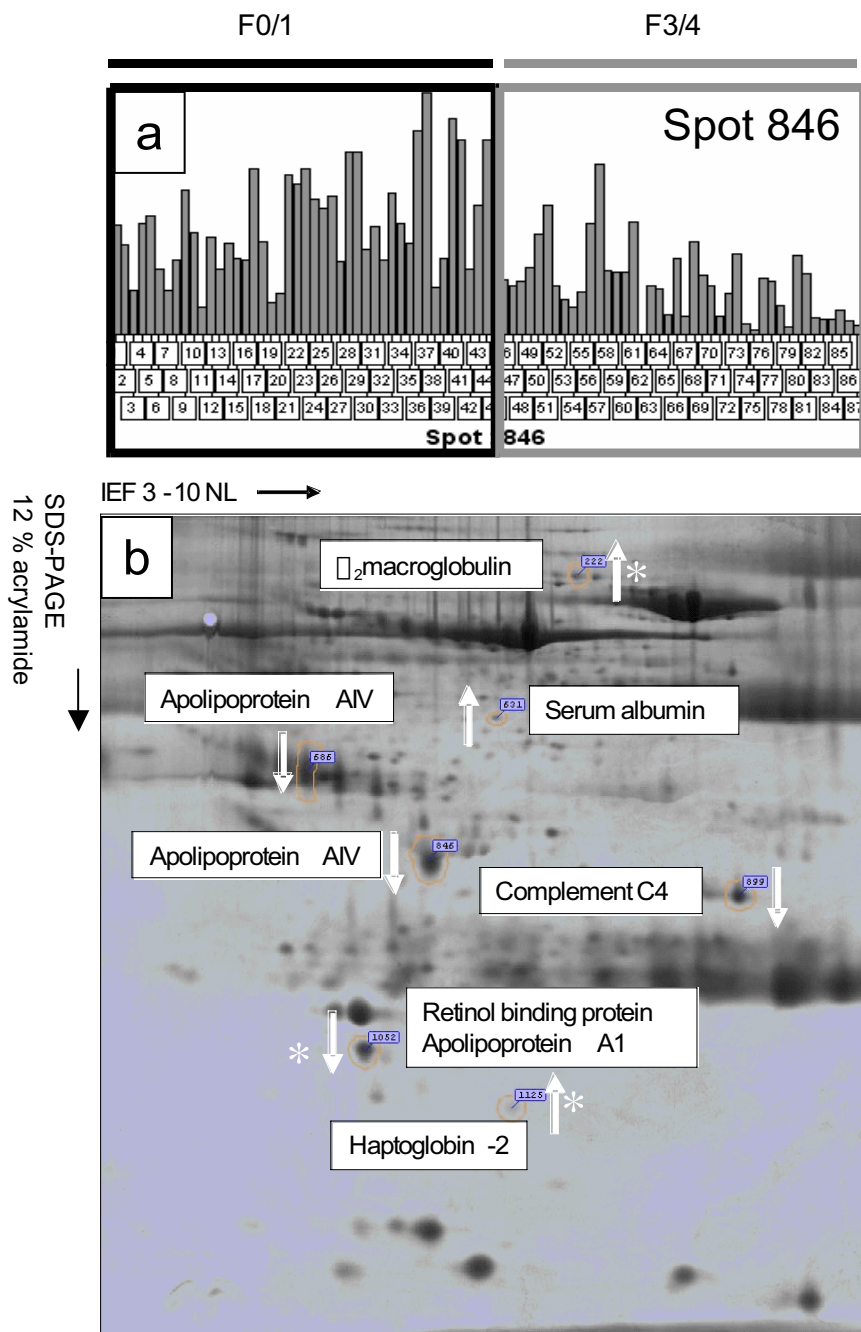 F0/1
F3/4
a
Spot 846
4 7 10 13 16 19 22 25 28 31 34 37 40 43
6 49 52 55 58 61 64 67 70 73 76 79 82 85
2 5 8 11 14 17 20 23 26 29 32 35 38 41 44
47 50 53 56 59 62 65 68 71 74 77 80 83 86
3 6 9 12 15 18 21 24 27 30 33 36 39 42 4
48 51 54 57 60 63 66 69 72 75 78 81 84 87
Spot 846
IEF 3 - 10 NL
SDS-PAGE
12 % acrylamide
b
▯2macroglobulin
222
*
Apolipoprotein AIV
631
Serum albumin
585
Apolipoprotein AIV
846
Complement C4
899
Retinol binding protein
Apolipoprotein A1
1052
*
1125
*
Haptoglobin -2